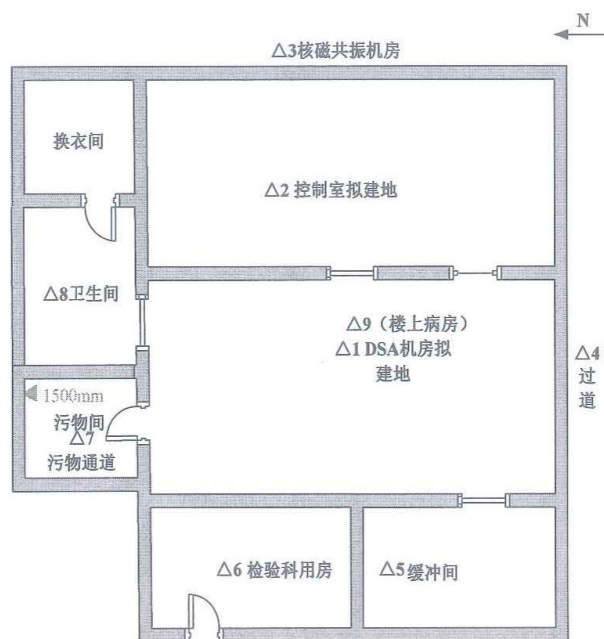 N
△3核磁共振机房
换衣间
△2 控制室拟建地
△8卫生间
△9（楼上病房）
△1 DSA机房拟
建地
△4
过
道
1500mm
污物间
△7
污物通道
△6 检验科用房
△5缓冲间